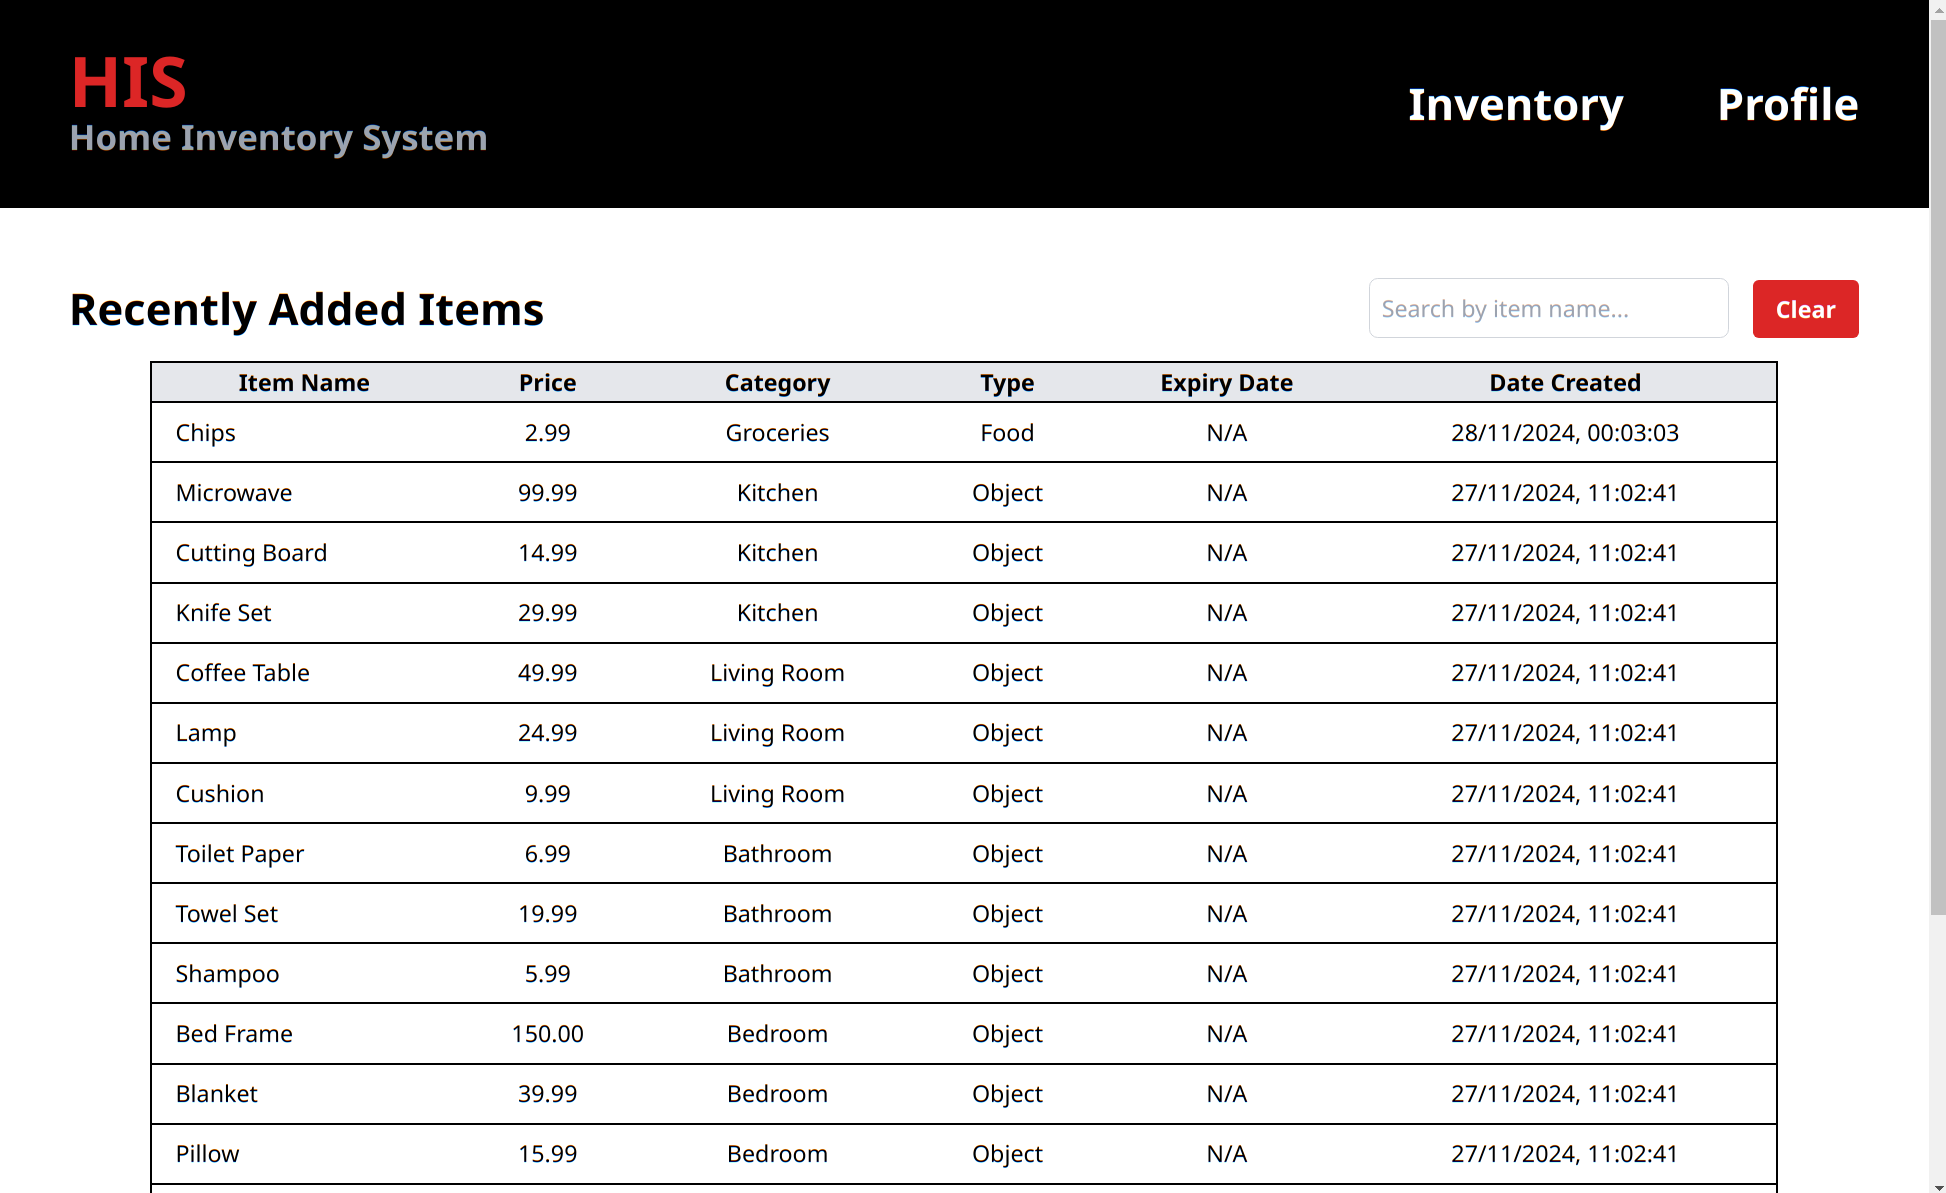 HIS
Home Inventory System
Inventory Profile
Recently Added Items
Search by item name...
Clear
Item Name Price Category Type Expiry Date Date Created
Chips 2.99 Groceries Food N/A 28/11/2024, 00:03:03
Microwave 99.99 Kitchen Object N/A 27/11/2024, 11:02:41
Cutting Board 14.99 Kitchen Object N/A 27/11/2024, 11:02:41
Knife Set 29.99 Kitchen Object N/A 27/11/2024, 11:02:41
Coffee Table 49.99 Living Room Object N/A 27/11/2024, 11:02:41
Lamp 24.99 Living Room Object N/A 27/11/2024, 11:02:41
Cushion 9.99 Living Room Object N/A 27/11/2024, 11:02:41
Toilet Paper 6.99 Bathroom Object N/A 27/11/2024, 11:02:41
Towel Set 19.99 Bathroom Object N/A 27/11/2024, 11:02:41
Shampoo 5.99 Bathroom Object N/A 27/11/2024, 11:02:41
Bed Frame 150.00 Bedroom Object N/A 27/11/2024, 11:02:41
Blanket 39.99 Bedroom Object N/A 27/11/2024, 11:02:41
Pillow 15.99 Bedroom Object N/A 27/11/2024, 11:02:41